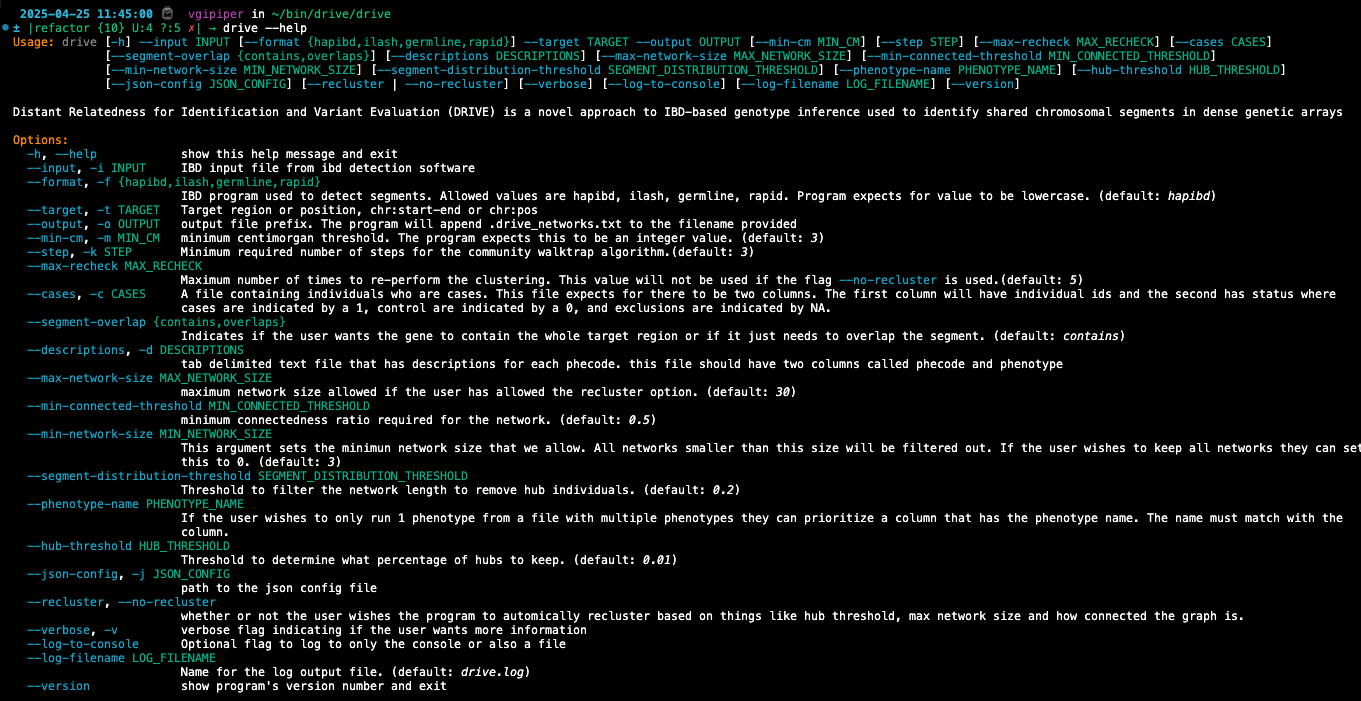 2025-04-25 11:45:00 vgipiper in ~/bin/drive/drive
± |refactor {10} U:4 ?:5 ✗| → drive --help
Usage: drive [-h] --input INPUT [--format {hapibd,ilash,germline,rapid}] --target TARGET --output OUTPUT [--min-cm MIN_CM] [--step STEP] [--max-recheck MAX_RECHECK] [--cases CASES]
[--segment-overlap {contains,overlaps}] [--descriptions DESCRIPTIONS] [--max-network-size MAX_NETWORK_SIZE] [--min-connected-threshold MIN_CONNECTED_THRESHOLD]
[--min-network-size MIN_NETWORK_SIZE] [--segment-distribution-threshold SEGMENT_DISTRIBUTION_THRESHOLD] [--phenotype-name PHENOTYPE_NAME] [--hub-threshold HUB_THRESHOLD]
[--json-config JSON_CONFIG] [--recluster | --no-recluster] [--verbose] [--log-to-console] [--log-filename LOG_FILENAME] [--version]
Distant Relatedness for Identification and Variant Evaluation (DRIVE) is a novel approach to IBD-based genotype inference used to identify shared chromosomal segments in dense genetic arrays
Options:
-h, --help show this help message and exit
--input, -i INPUT IBD input file from ibd detection software
--format, -f {hapibd,ilash,germline,rapid}
IBD program used to detect segments. Allowed values are hapibd, ilash, germline, rapid. Program expects for value to be lowercase. (default: hapibd)
--target, -t TARGET Target region or position, chr:start-end or chr:pos
--output, -o OUTPUT output file prefix. The program will append .drive_networks.txt to the filename provided
--min-cm, -m MIN_CM minimum centimorgan threshold. The program expects this to be an integer value. (default: 3)
--step, -k STEP Minimum required number of steps for the community walktrap algorithm.(default: 3)
--max-recheck MAX_RECHECK
Maximum number of times to re-perform the clustering. This value will not be used if the flag --no-recluster is used.(default: 5)
--cases, -c CASES A file containing individuals who are cases. This file expects for there to be two columns. The first column will have individual ids and the second has status where
cases are indicated by a 1, control are indicated by a 0, and exclusions are indicated by NA.
--segment-overlap {contains,overlaps}
Indicates if the user wants the gene to contain the whole target region or if it just needs to overlap the segment. (default: contains)
--descriptions, -d DESCRIPTIONS
tab delimited text file that has descriptions for each phecode. this file should have two columns called phecode and phenotype
--max-network-size MAX_NETWORK_SIZE
maximum network size allowed if the user has allowed the recluster option. (default: 30)
--min-connected-threshold MIN_CONNECTED_THRESHOLD
minimum connectedness ratio required for the network. (default: 0.5)
--min-network-size MIN_NETWORK_SIZE
This argument sets the minimun network size that we allow. All networks smaller than this size will be filtered out. If the user wishes to keep all networks they can set
this to 0. (default: 3)
--segment-distribution-threshold SEGMENT_DISTRIBUTION_THRESHOLD
Threshold to filter the network length to remove hub individuals. (default: 0.2)
--phenotype-name PHENOTYPE_NAME
If the user wishes to only run 1 phenotype from a file with multiple phenotypes they can prioritize a column that has the phenotype name. The name must match with the
column.
--hub-threshold HUB_THRESHOLD
Threshold to determine what percentage of hubs to keep. (default: 0.01)
--json-config, -j JSON_CONFIG
path to the json config file
--recluster, --no-recluster
whether or not the user wishes the program to automically recluster based on things like hub threshold, max network size and how connected the graph is.
--verbose, -v verbose flag indicating if the user wants more information
--log-to-console Optional flag to log to only the console or also a file
--log-filename LOG_FILENAME
Name for the log output file. (default: drive.log)
--version show program's version number and exit